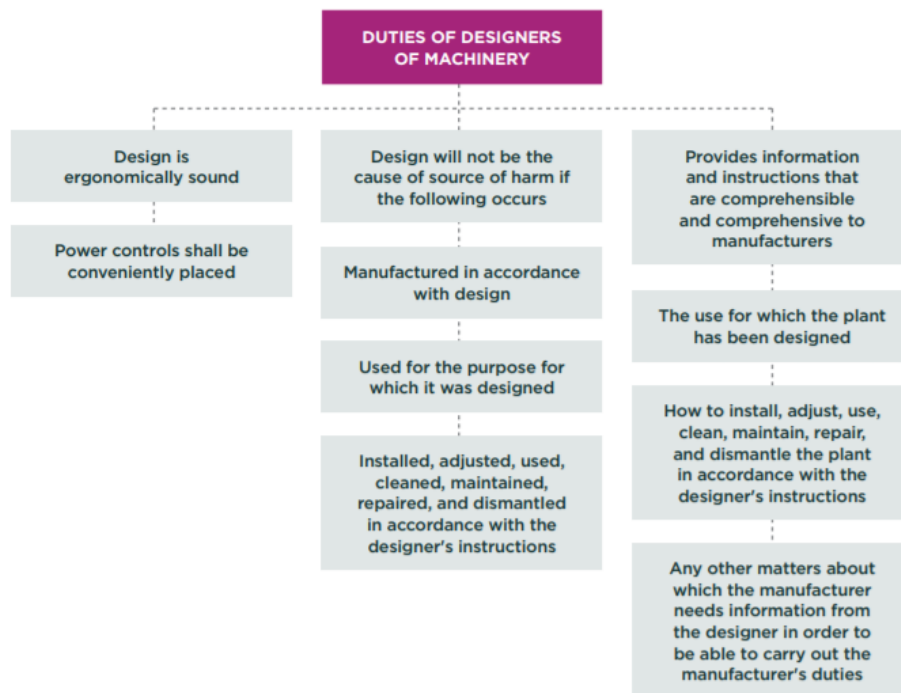 DUTIES OF DESIGNERS
OF MACHINERY
Design is
ergonomically sound
Power controls shall be
conveniently placed
Design will not be the
cause of source of harm if
the following occurs
Manufactured in accordance
with design
Used for the purpose for
which it was designed
Installed, adjusted, used,
cleaned, maintained,
repaired, and dismantled
in accordance with the
designer's instructions
Provides information
and instructions that
are comprehensible
and comprehensive to
manufacturers
The use for which the plant
has been designed
How to install, adjust, use,
clean, maintain, repair,
and dismantle the plant
in accordance with the
designer's instructions
Any other matters about
which the manufacturer
needs information from
the designer in order to
be able to carry out the
manufacturer's duties